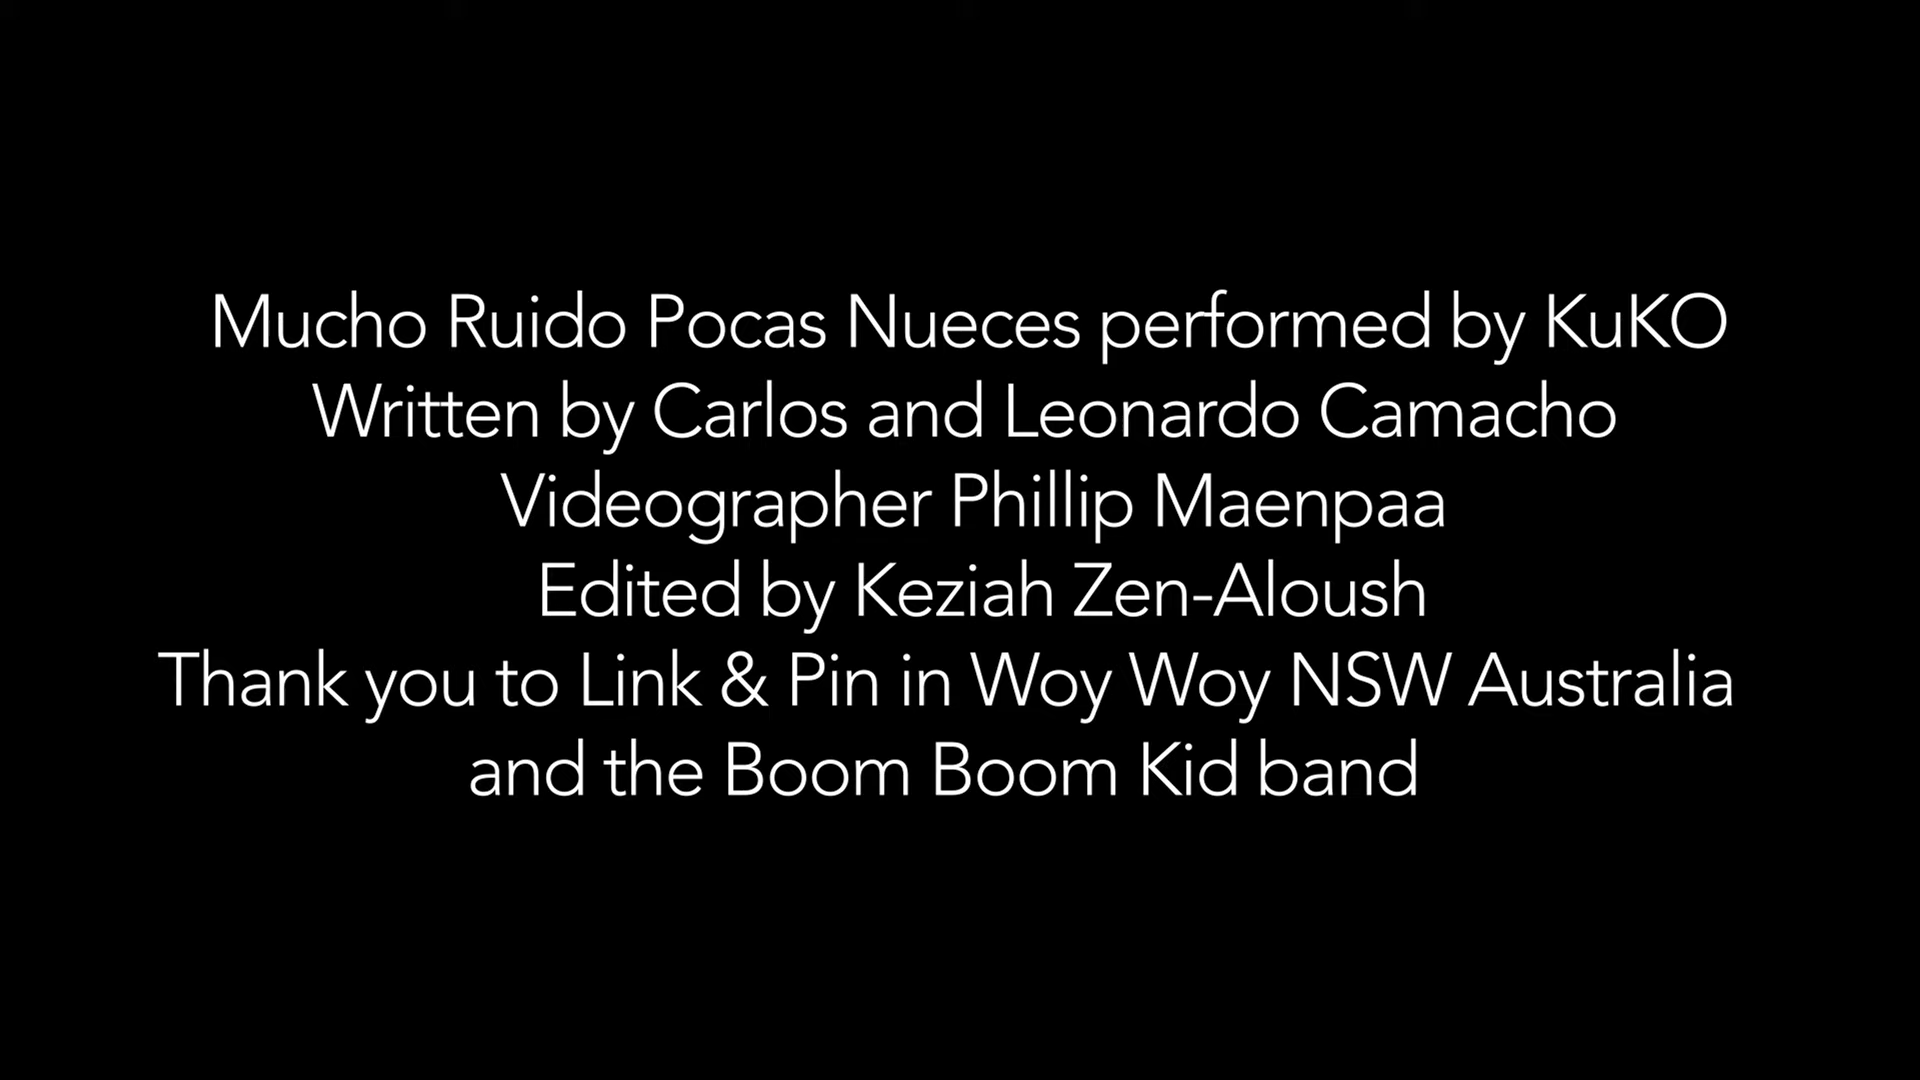 Mucho Ruido Pocas Nueces performed by KuKO
Written by Carlos and Leonardo Camacho
Videographer Phillip Maenpaa
Edited by Keziah Zen-Aloush
Thank you to Link & Pin in Woy Woy NSW Australia
and the Boom Boom Kid band